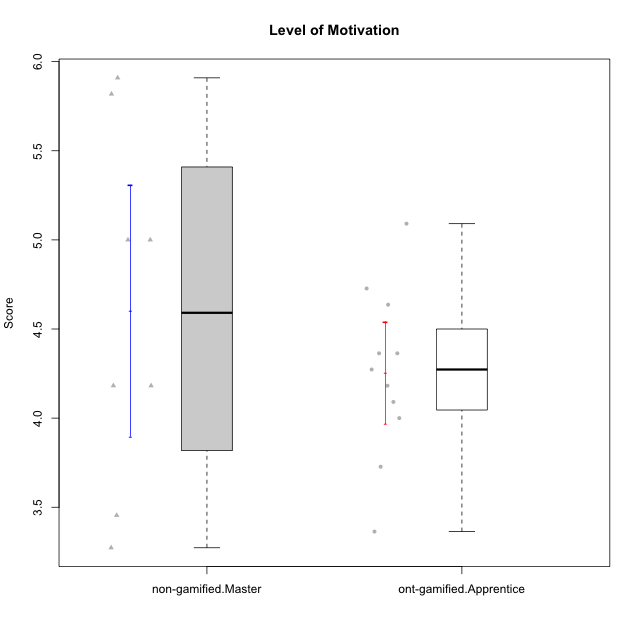 Level of Motivation
Score
6.0
5.5
5.0
4.5
4.0
3.5
non-gamified.Master
ont-gamified.Apprentice